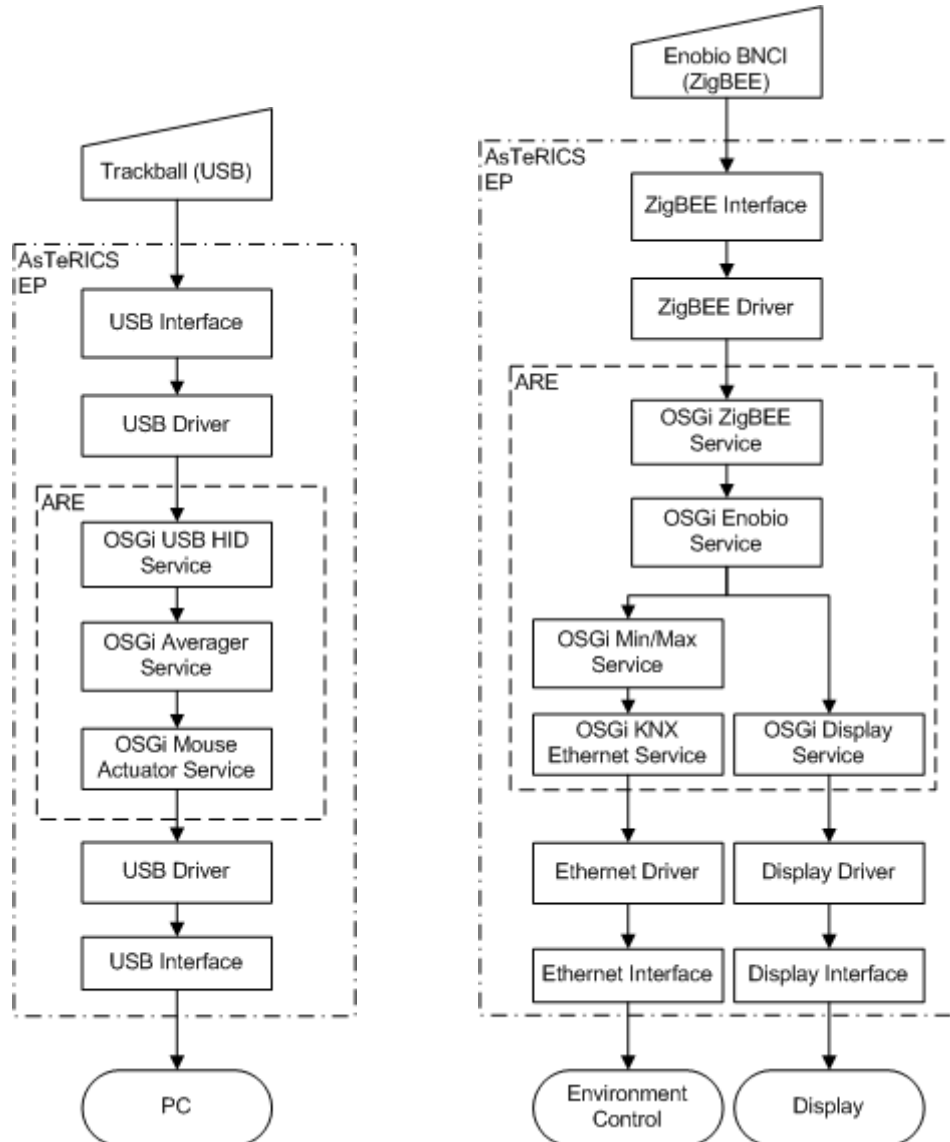 Trackball (USB)
AsTeRICS
EP
USB Interface
USB Driver
ARE
OSGi USB HID
Service
OSGi Averager
Service
OSGi Mouse
Actuator Service
USB Driver
USB Interface
PC
Enobio BNCI
(ZigBEE)
AsTeRICS
EP
ZigBEE Interface
ZigBEE Driver
ARE
OSGi ZigBEE
Service
OSGi Enobio
Service
OSGi Min/Max
Service
OSGi KNX
Ethernet Service
OSGi Display
Service
Ethernet Driver
Display Driver
Ethernet Interface
Display Interface
Environment
Control
Display